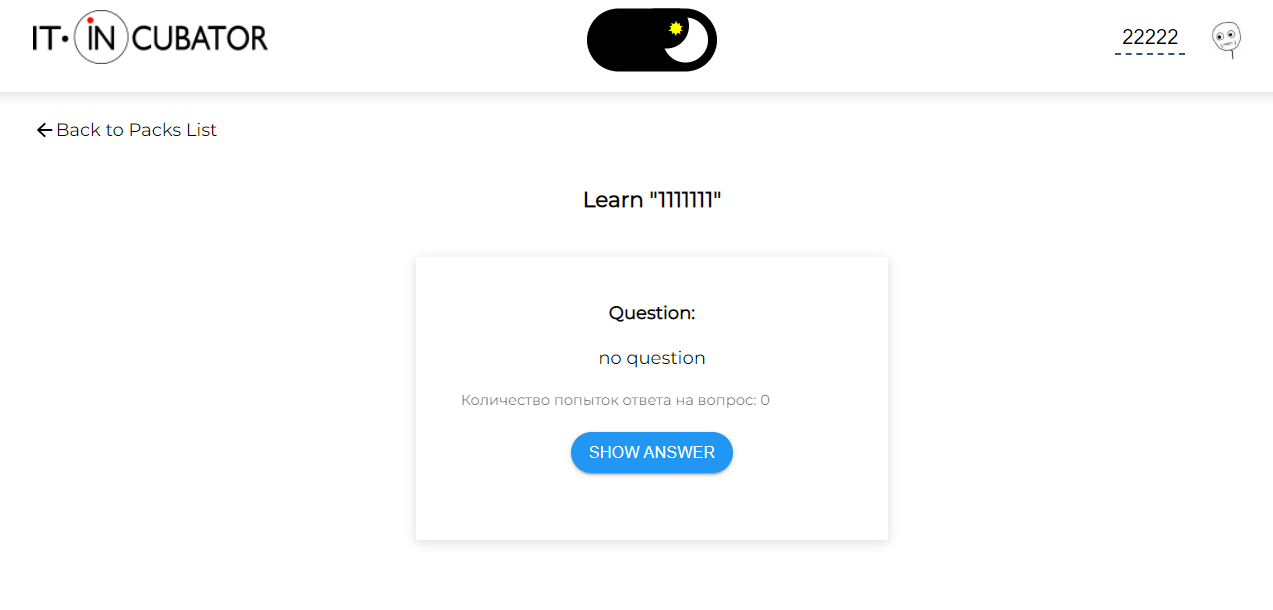 IT·INCUBATOR
22222
Back to Packs List
Learn "1111111"
Question:
no question
Количество попыток ответа на вопрос: 0
SHOW ANSWER